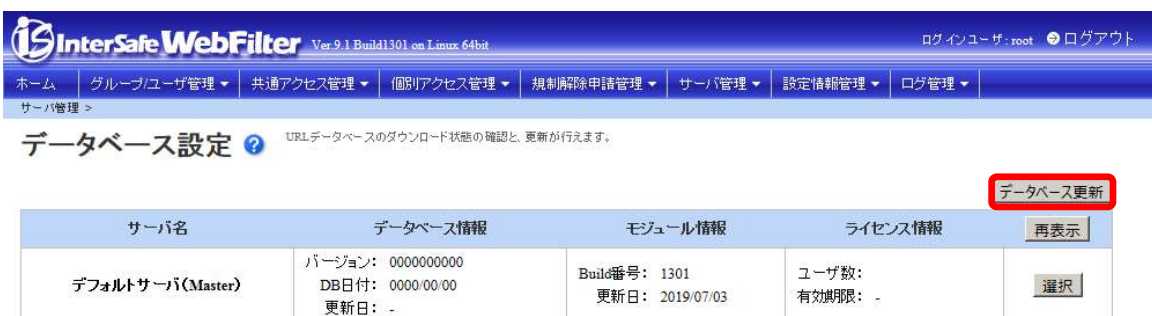 InterSafe WebFilter Ver.9.1 Build1301 on Linux 64bit ログインユーザ:root ログアウト
ホーム グループ/ユーザ管理 共通アクセス管理 個別アクセス管理 規制解除申請管理 サーバ管理 設定情報管理 ログ管理
サーバ管理 >
データベース設定 URLデータベースのダウンロード状態の確認と、更新が行えます。
データベース更新
サーバ名 データベース情報 モジュール情報 ライセンス情報 再表示
デフォルトサーバ(Master)
バージョン: 0000000000
DB日付: 0000/00/00
更新日: -
Build番号: 1301
更新日: 2019/07/03
ユーザ数:
有効期限: -
選択